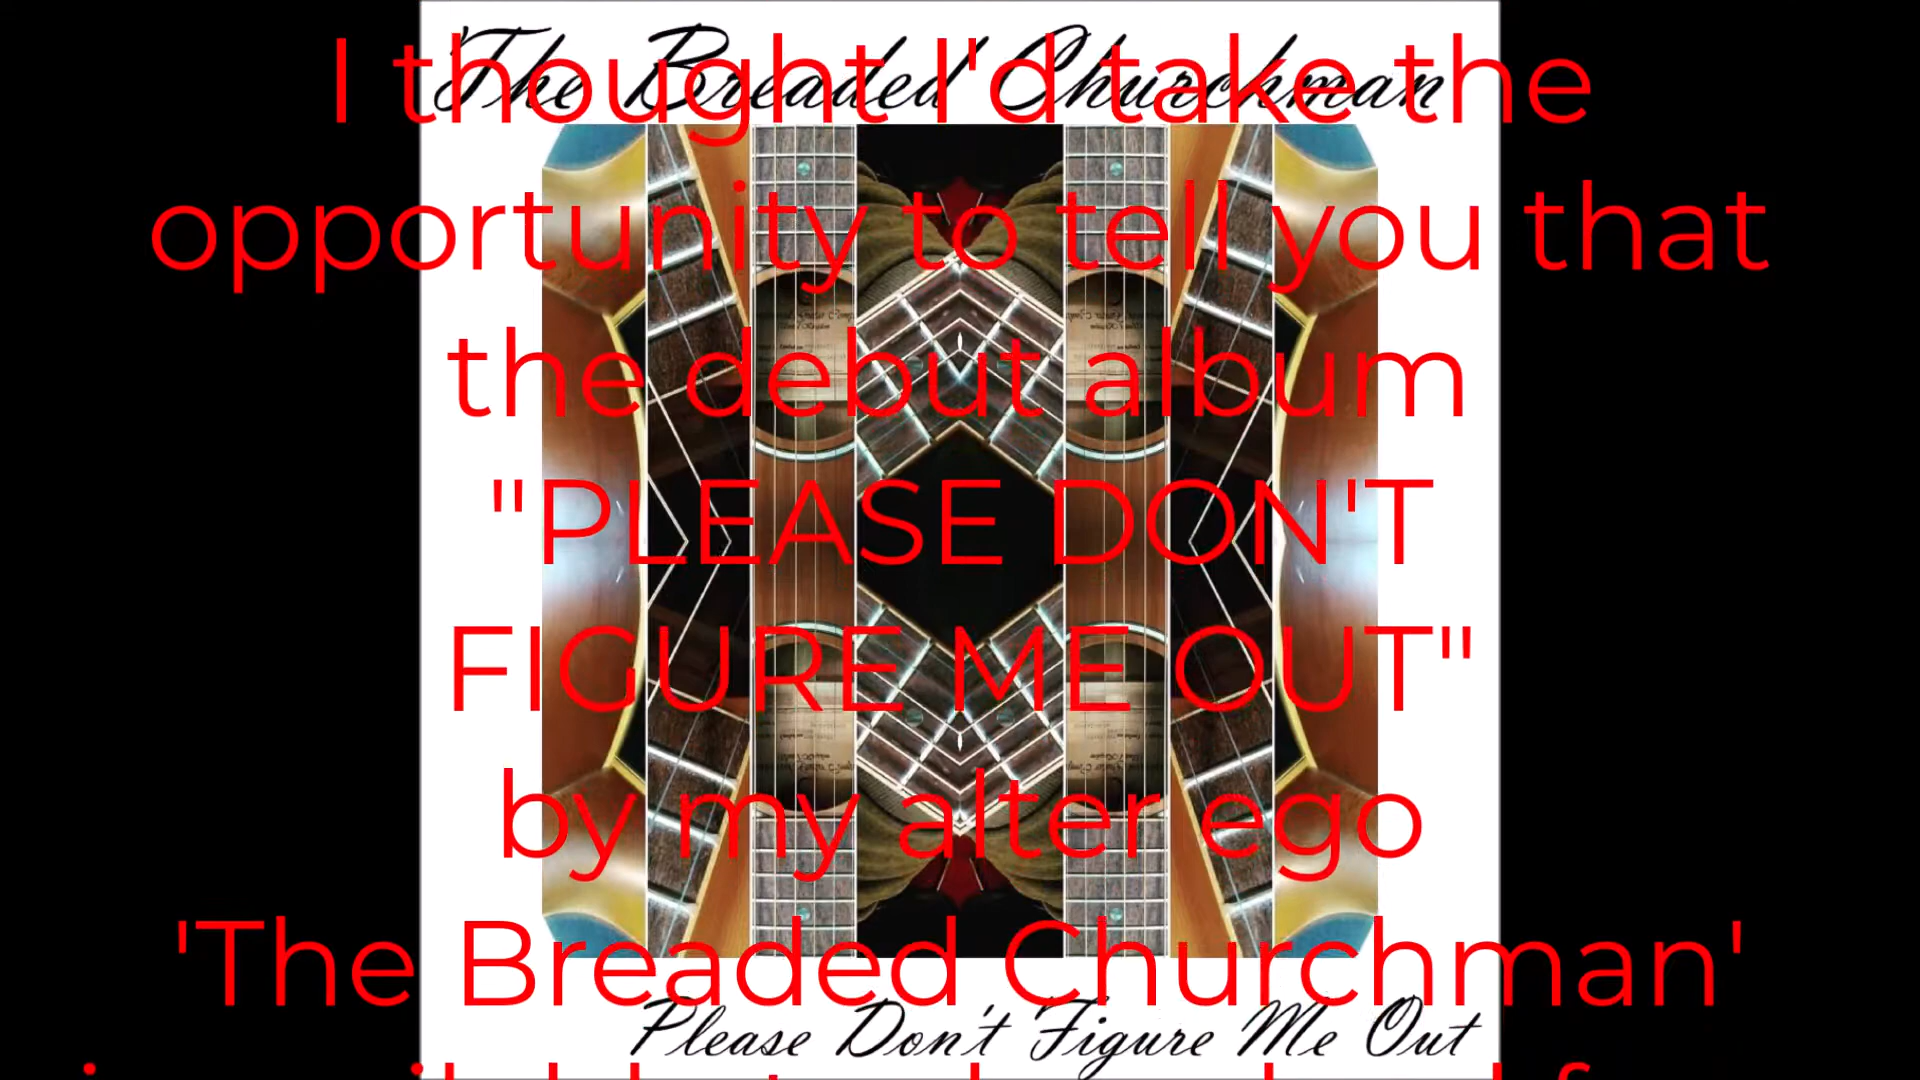 The Breaded Churchman
I thought I'd take the
opportunity to tell you that
the debut album
"PLEASE DON'T
FIGURE ME OUT"
by my alter ego
'The Breaded Churchman'
Please Don't Figure Me Out